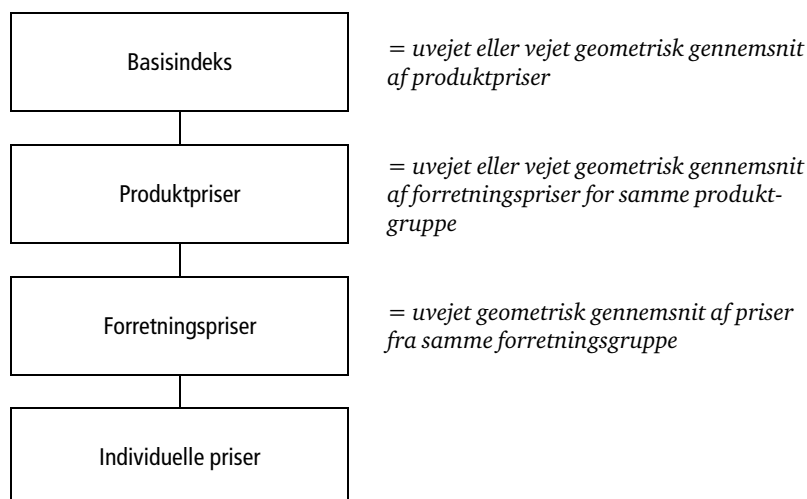 Basisindeks
= uvejet eller vejet geometrisk gennemsnit
af produktpriser
Produktpriser
= uvejet eller vejet geometrisk gennemsnit
af forretningspriser for samme produkt-
gruppe
Forretningspriser
= uvejet geometrisk gennemsnit af priser
fra samme forretningsgruppe
Individuelle priser